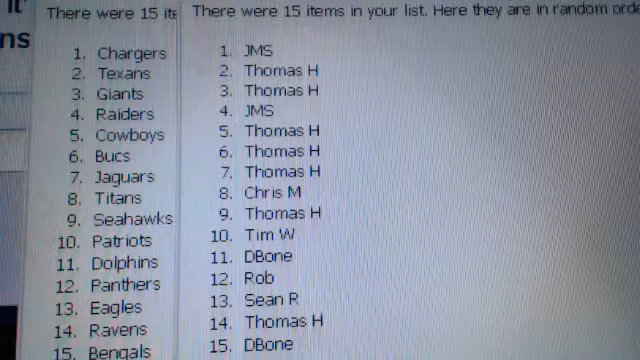 it'
ns
There were 15 ite
1. Chargers
2. Texans
3. Giants
4. Raiders
5. Cowboys
6. Bucs
7. Jaguars
8. Titans
9. Seahawks
10. Patriots
11. Dolphins
12. Panthers
13. Eagles
14. Ravens
15. Bengals
There were 15 items in your list. Here they are in random orde
1. JMS
2. Thomas H
3. Thomas H
4. JMS
5. Thomas H
6. Thomas H
7. Thomas H
8. Chris M
9. Thomas H
10. Tim W
11. DBone
12. Rob
13. Sean R
14. Thomas H
15. DBone